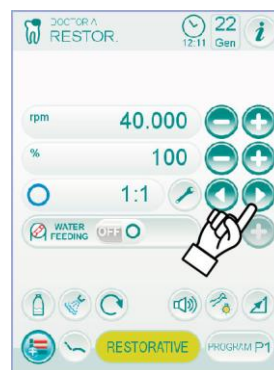 DOCTOR A
RESTOR.
12:11
22
Gen
i
rpm 40.000
% 100
1:1
WATER
FEEDING OFF
RESTORATIVE
PROGRAM P1